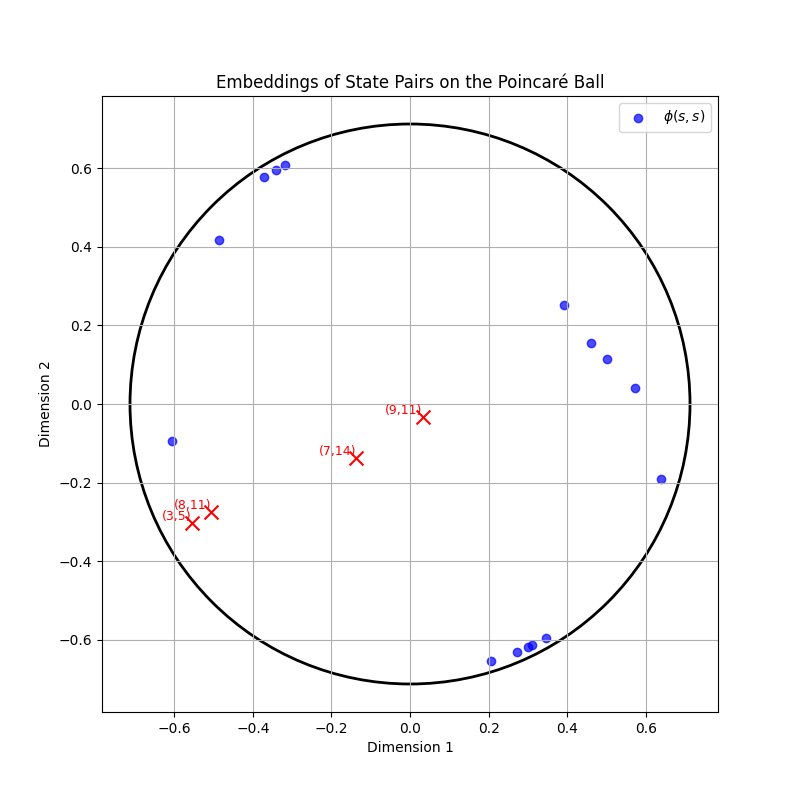 Embeddings of State Pairs on the Poincaré Ball
ϕ(s, s)
0.6
0.4
0.2
0.0
−0.2
−0.4
−0.6
Dimension 2
(9,11)
(7,14)
(8,11)
(3,5)
−0.6 −0.4 −0.2 0.0 0.2 0.4 0.6
Dimension 1